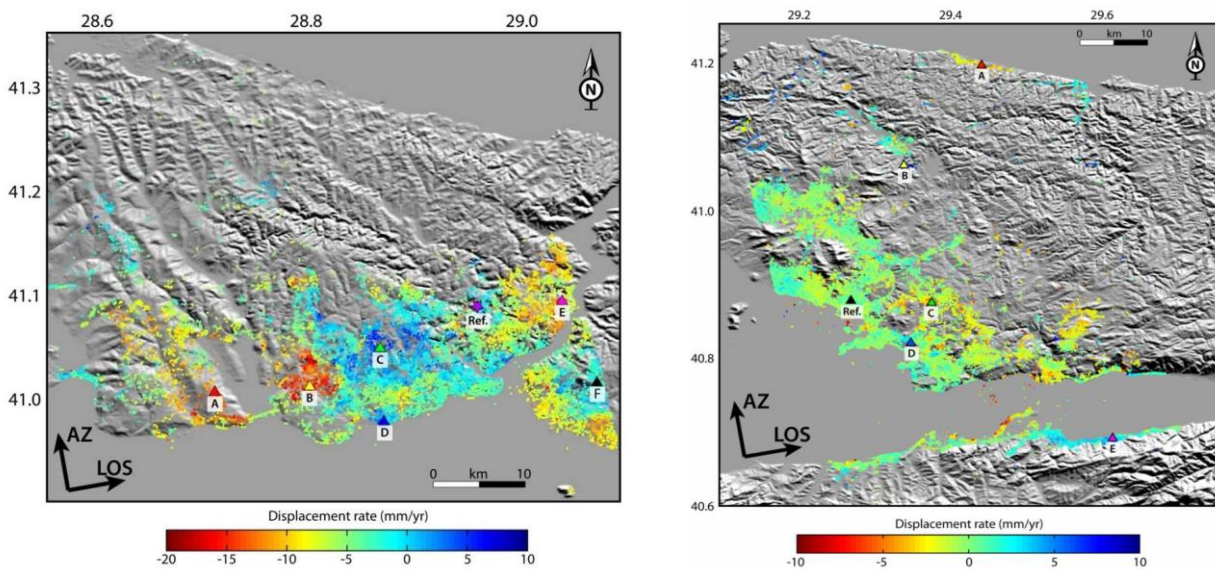 28.6 28.8 29.0
41.3
41.2
41.1
41.0
N
Ref.
E
C
A
B
F
D
AZ
LOS
km
0 10
Displacement rate (mm/yr)
-20 -15 -10 -5 0 5 10
29.2 29.4 29.6
0 km 10
41.2
41.0
40.8
40.6
N
A
B
Ref.
C
D
E
AZ
LOS
Displacement rate (mm/yr)
-10 -5 0 5 10